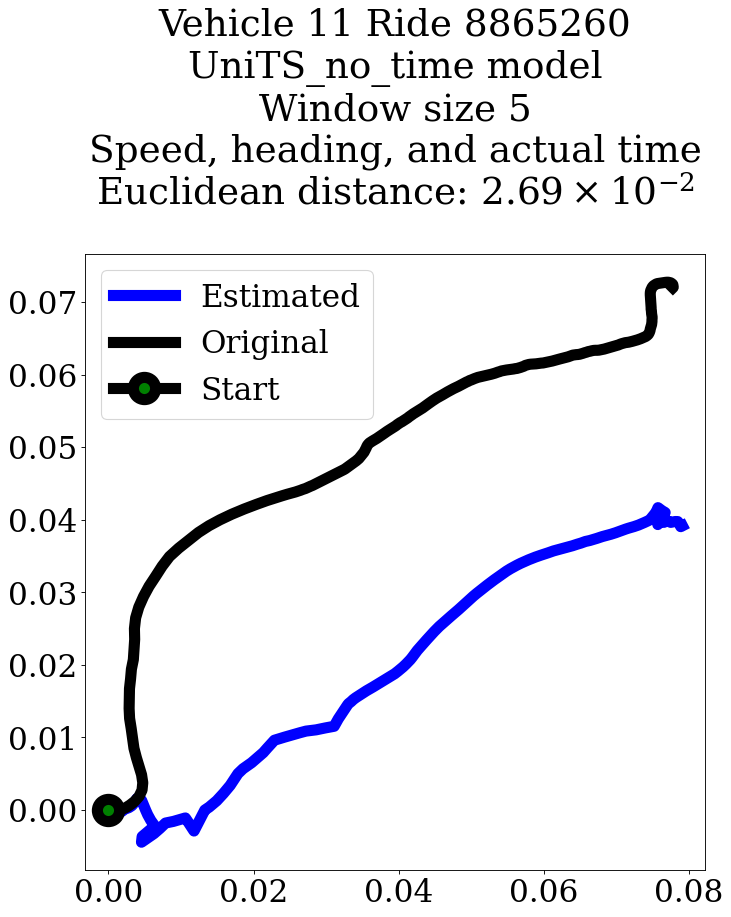 Vehicle 11 Ride 8865260
UniTS_no_time model
Window size 5
Speed, heading, and actual time
Euclidean distance: 2.69 × 10⁻²
Estimated
Original
Start
0.07
0.06
0.05
0.04
0.03
0.02
0.01
0.00
0.00 0.02 0.04 0.06 0.08